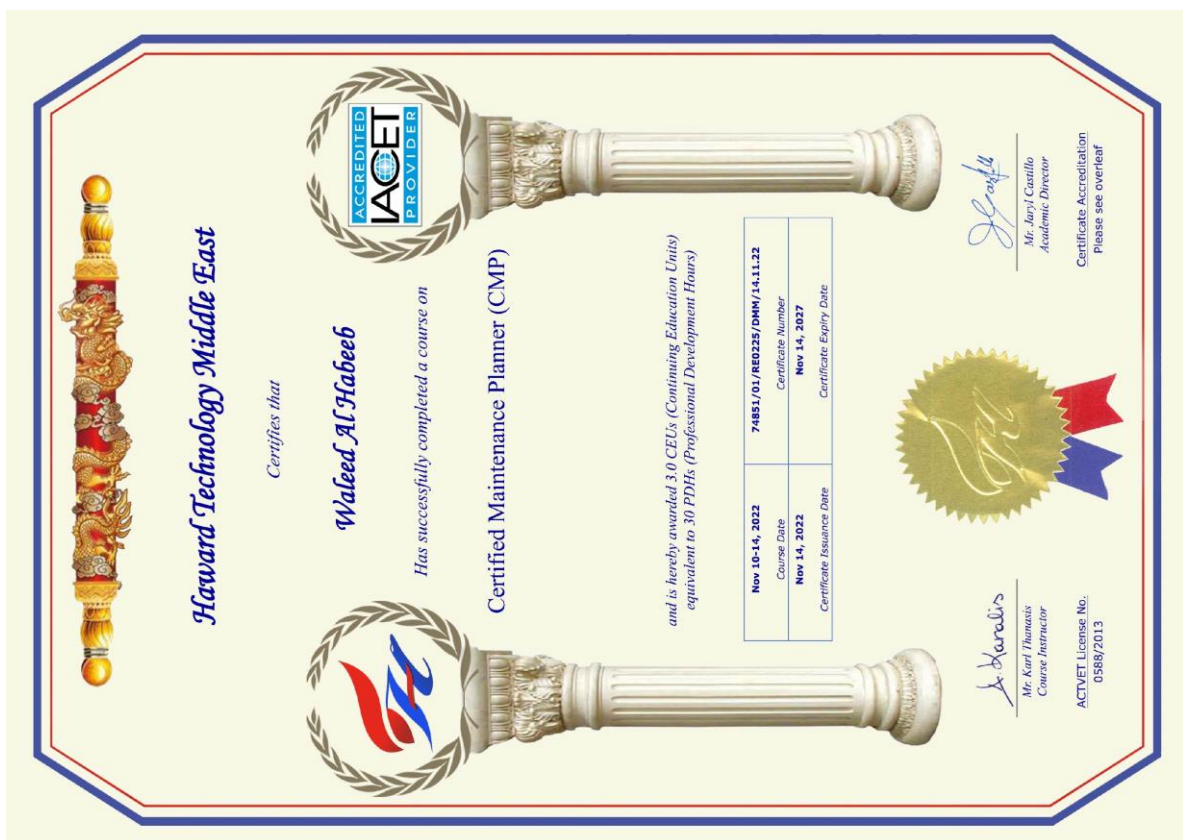 Haward Technology Middle East
Certifies that
Waleed Al Habeeb
Has successfully completed a course on
Certified Maintenance Planner (CMP)
ACCREDITED
IACET
PROVIDER
and is hereby awarded 3.0 CEUs (Continuing Education Units)
equivalent to 30 PDHs (Professional Development Hours)
Nov 10-14, 2022 74851/01/RE0225/DMM/14.11.22
Course Date Certificate Number
Nov 14, 2022 Nov 14, 2027
Certificate Issuance Date Certificate Expiry Date
Mr. Karl Thanasis
Course Instructor
ACTVET License No.
0588/2013
Mr. Jaryl Castillo
Academic Director
Certificate Accreditation
Please see overleaf